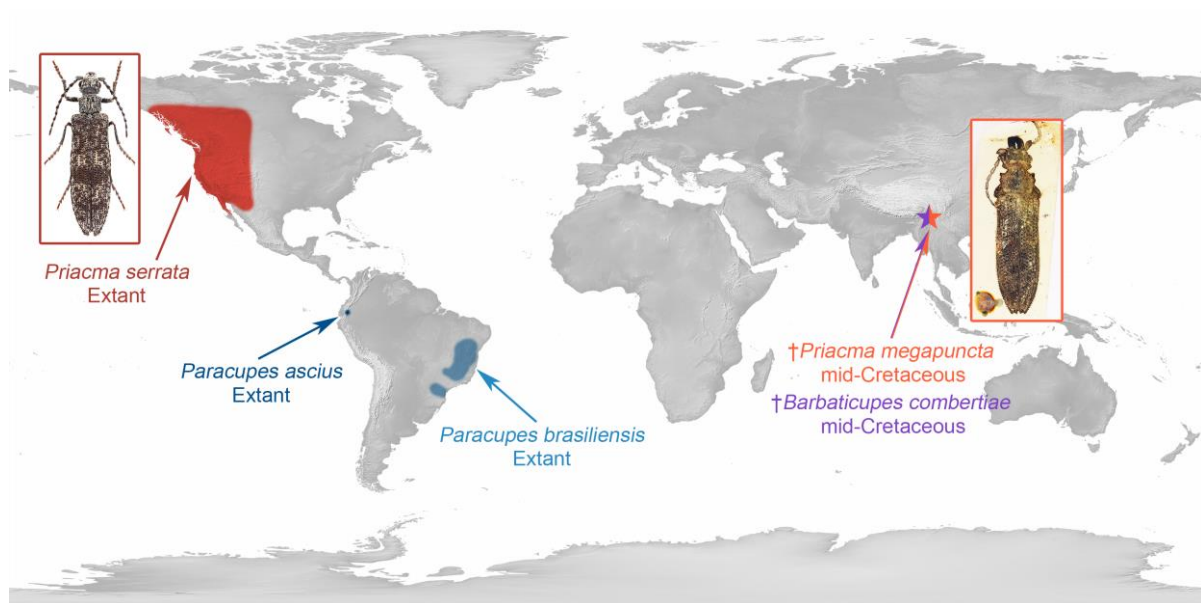 Priacma serrata
Extant
Paracupes ascius
Extant
Paracupes brasiliensis
Extant
†Priacma megapuncta
mid-Cretaceous
†Barbaticupes combertiae
mid-Cretaceous